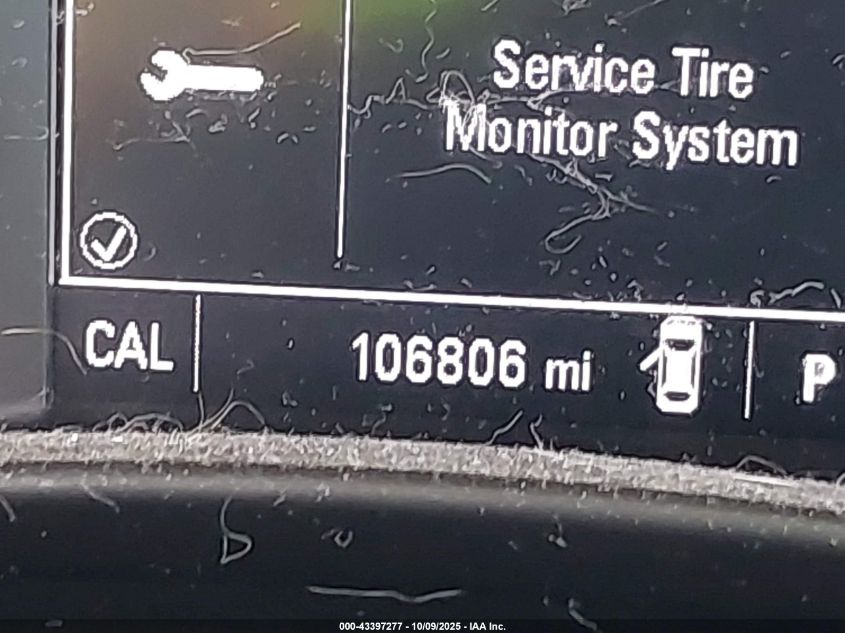 Service Tire
Monitor System
CAL
106806 mi
P
000-43397277 - 10/09/2025 - IAA Inc.